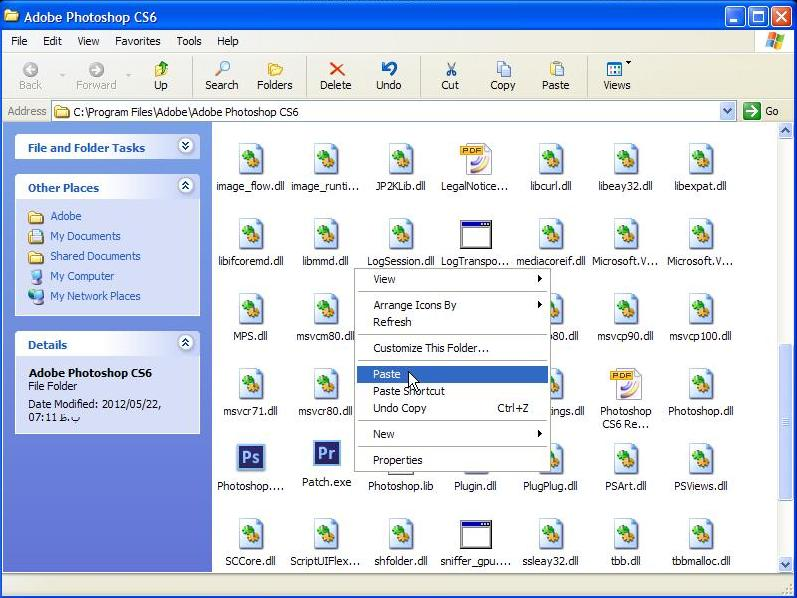 Adobe Photoshop CS6
File Edit View Favorites Tools Help
Back Forward Up Search Folders Delete Undo Cut Copy Paste Views
Address C:\Program Files\Adobe\Adobe Photoshop CS6 Go
File and Folder Tasks
Other Places
Adobe
My Documents
Shared Documents
My Computer
My Network Places
Details
Adobe Photoshop CS6
File Folder
Date Modified: 2012/05/22,
07:11 ب.ظ
image_flow.dll image_runti... JP2KLib.dll LegalNotice... libcurl.dll libeay32.dll libexpat.dll
libifcoremd.dll libmmd.dll LogSession.dll LogTranspo... mediacoreif.dll Microsoft.V... Microsoft.V...
MPS.dll msvcm80.dll p80.dll msvcp90.dll msvcp100.dll
msvcr71.dll msvcr80.dll ings.dll Photoshop CS6 Re... Photoshop.dll
Photoshop.... Patch.exe Photoshop.lib Plugin.dll PlugPlug.dll PSArt.dll PSViews.dll
SCCore.dll ScriptUIFlex... shfolder.dll sniffer_gpu.... ssleay32.dll tbb.dll tbbmalloc.dll
View
Arrange Icons By
Refresh
Customize This Folder...
Paste
Paste Shortcut
Undo Copy Ctrl+Z
New
Properties
PDF
PDF
Ps
Pr